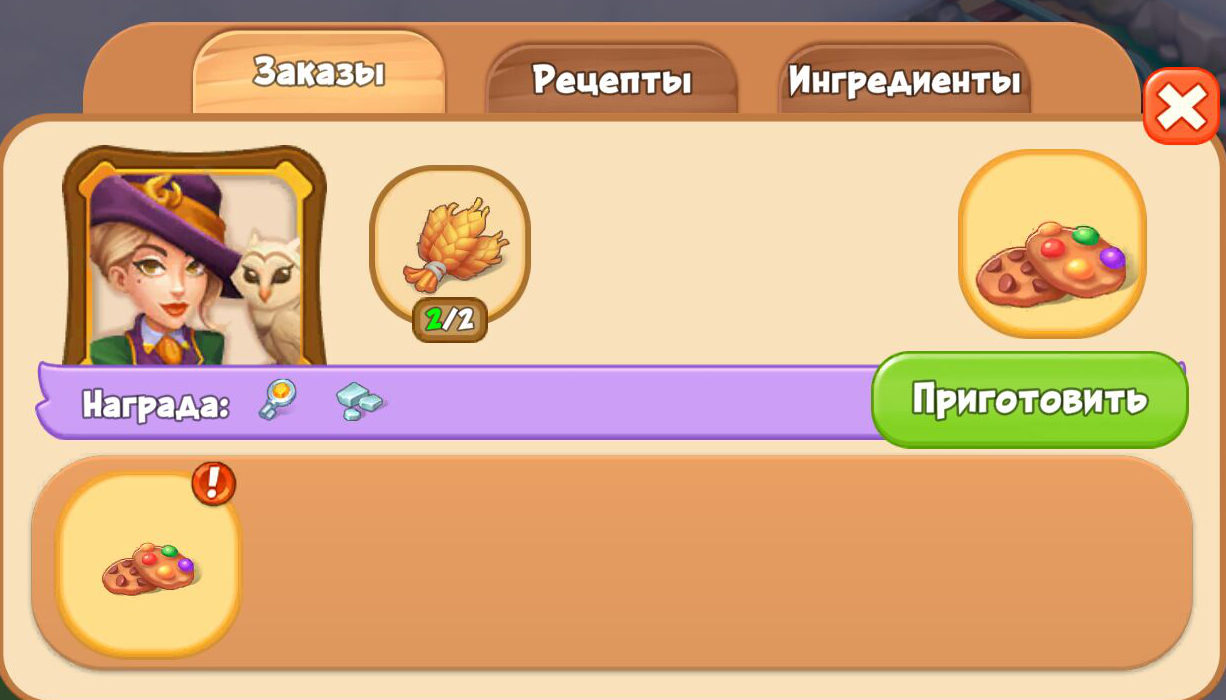 Заказы
Рецепты
Ингредиенты
2/2
Награда:
Приготовить
!